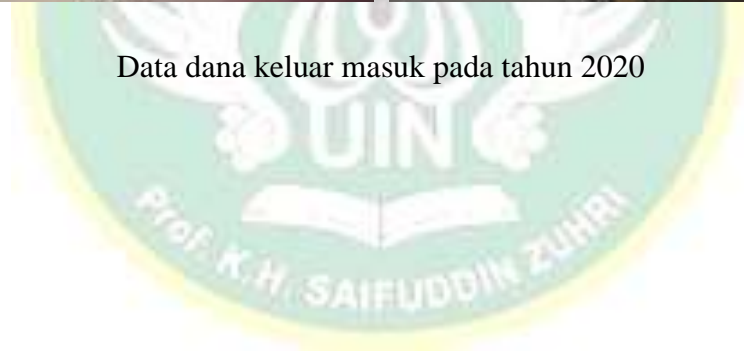 Data dana keluar masuk pada tahun 2020
UIN
Prof. K.H. SAIFUDDIN ZUHRI